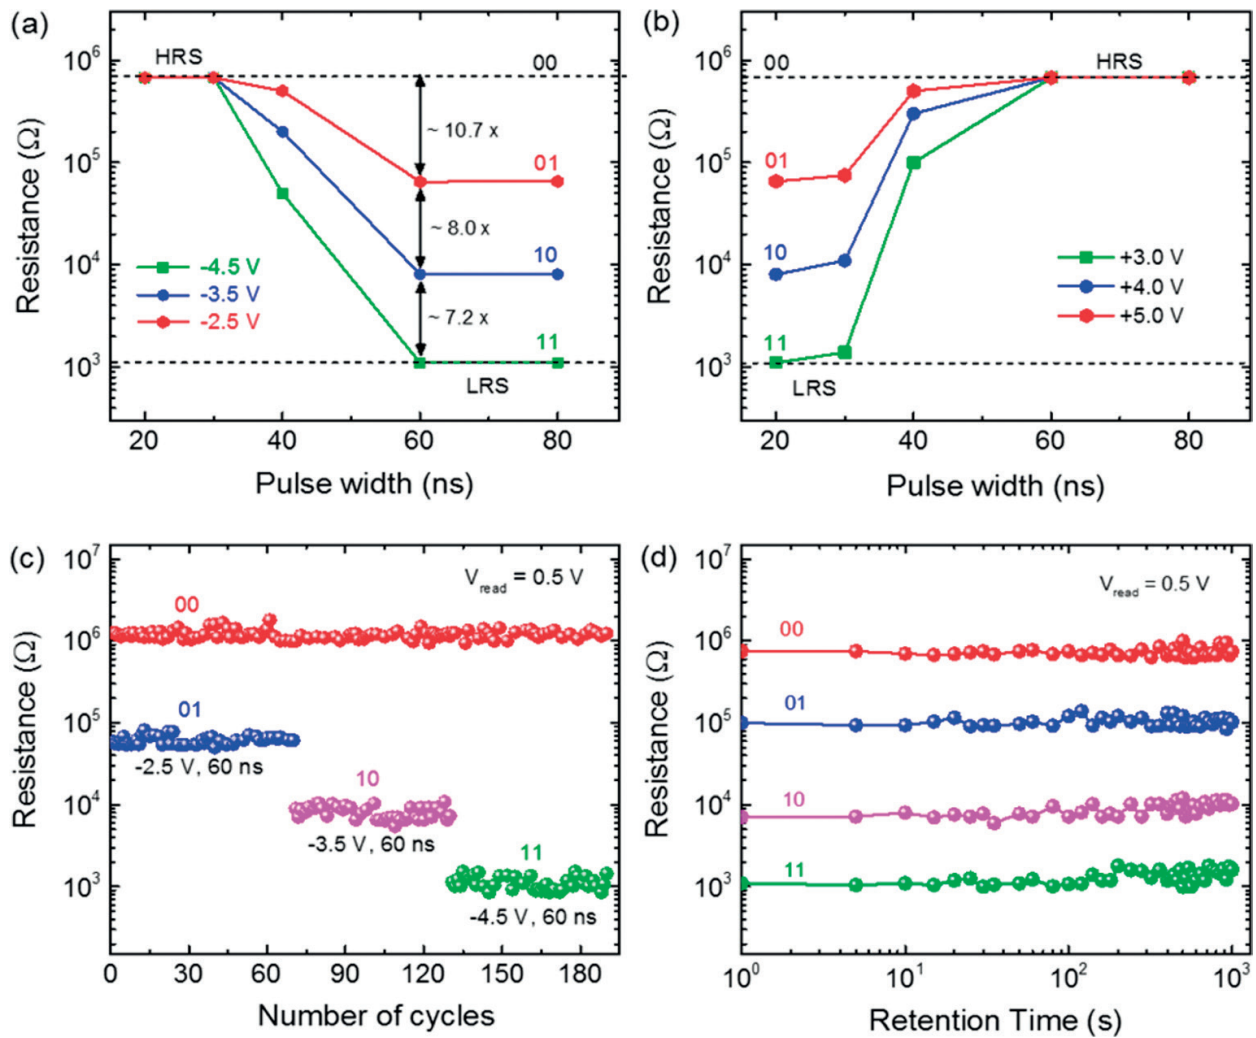 (a)
HRS
00
10⁶
10⁵
10⁴
10³
Resistance (Ω)
~ 10.7 x
01
~ 8.0 x
10
~ 7.2 x
11
LRS
-4.5 V
-3.5 V
-2.5 V
20 40 60 80
Pulse width (ns)
(b)
00
HRS
10⁶
10⁵
10⁴
10³
Resistance (Ω)
01
10
11
LRS
+3.0 V
+4.0 V
+5.0 V
20 40 60 80
Pulse width (ns)
(c)
V_read = 0.5 V
10⁷
10⁶
10⁵
10⁴
10³
Resistance (Ω)
00
01
-2.5 V, 60 ns
10
-3.5 V, 60 ns
11
-4.5 V, 60 ns
0 30 60 90 120 150 180
Number of cycles
(d)
V_read = 0.5 V
10⁷
10⁶
10⁵
10⁴
10³
Resistance (Ω)
00
01
10
11
10⁰ 10¹ 10² 10³
Retention Time (s)